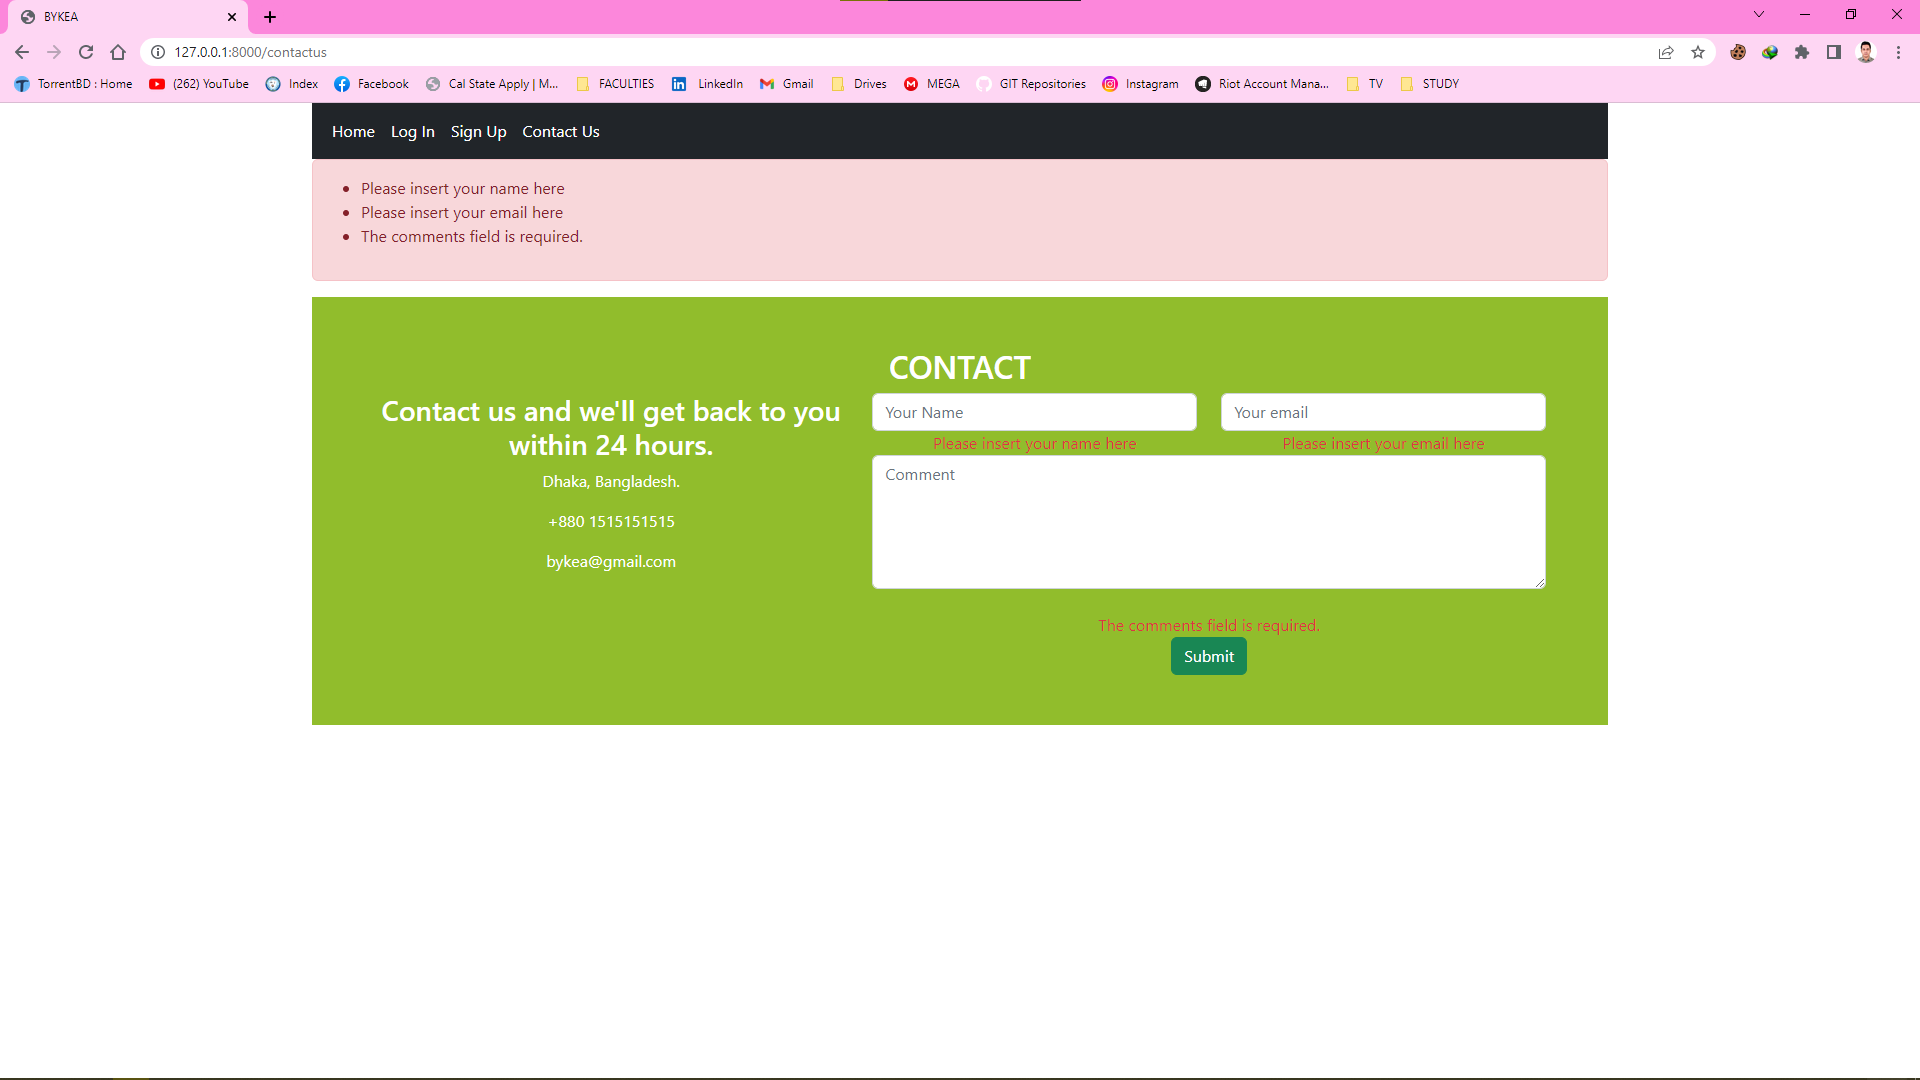 BYKEA
127.0.0.1:8000/contactus
TorrentBD : Home
(262) YouTube
Index
Facebook
Cal State Apply | M...
FACULTIES
LinkedIn
Gmail
Drives
MEGA
GIT Repositories
Instagram
Riot Account Mana...
TV
STUDY
Home Log In Sign Up Contact Us
Please insert your name here
Please insert your email here
The comments field is required.
Contact us and we'll get back to you
within 24 hours.
Dhaka, Bangladesh.
+880 1515151515
bykea@gmail.com
CONTACT
Your Name
Your email
Please insert your name here
Please insert your email here
Comment
The comments field is required.
Submit